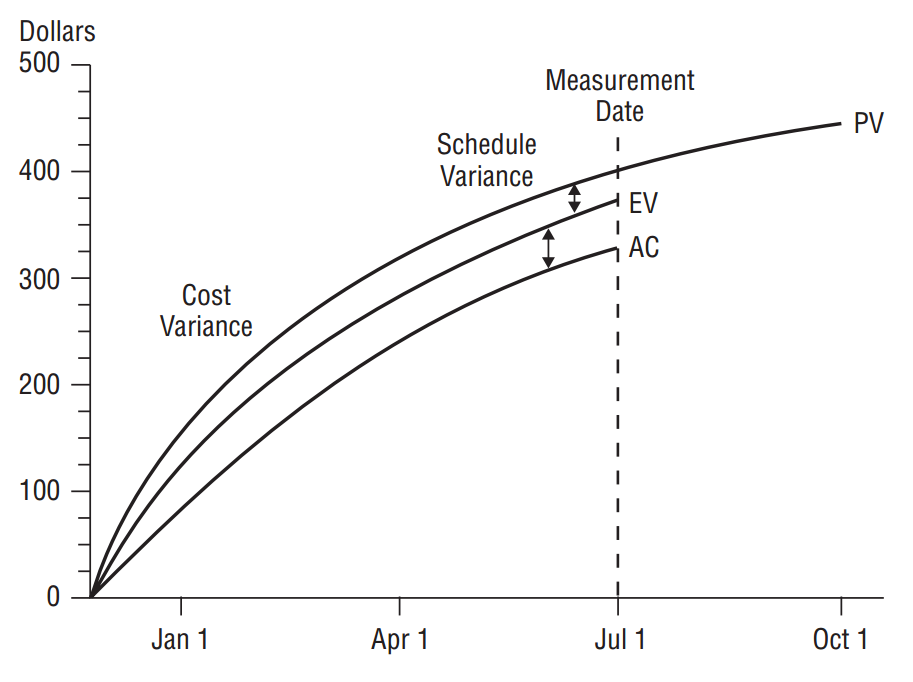 Dollars
500
Measurement
Date
PV
Schedule
Variance
400
EV
AC
300
Cost
Variance
200
100
0
Jan 1
Apr 1
Jul 1
Oct 1